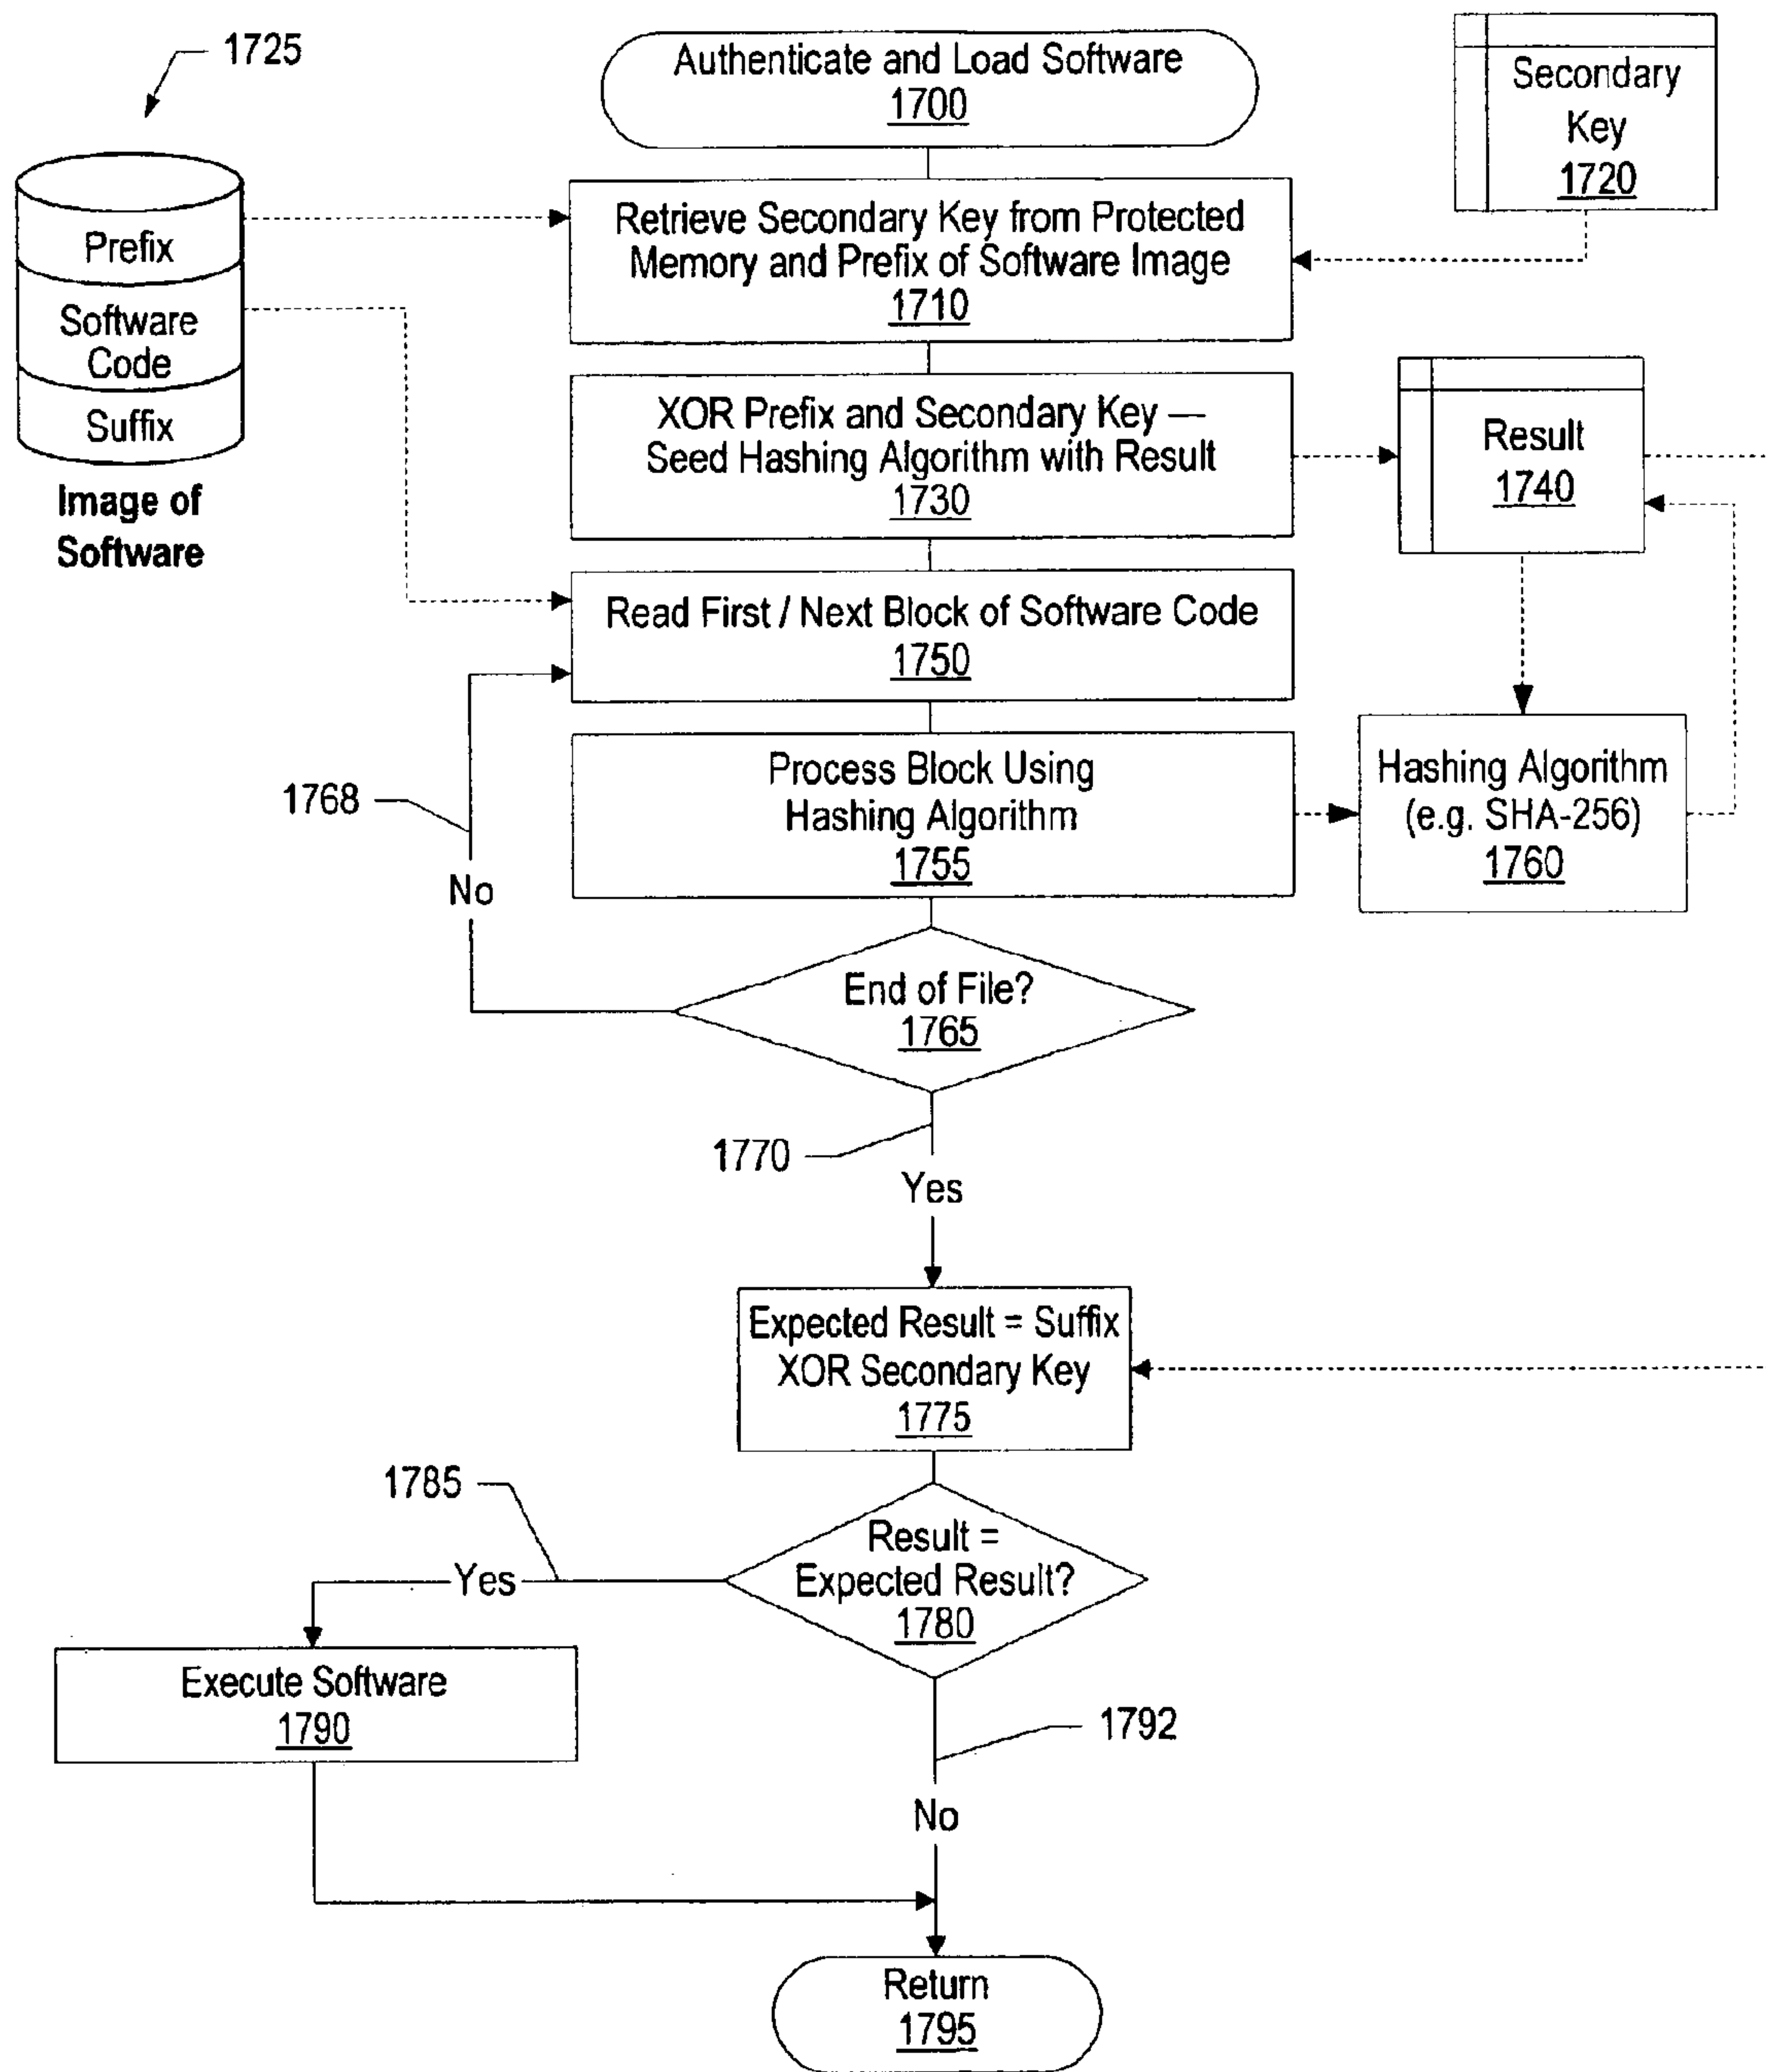 1725
Authenticate and Load Software
1700
Secondary
Key
1720
Prefix
Software
Code
Suffix
Image of
Software
Retrieve Secondary Key from Protected
Memory and Prefix of Software Image
1710
XOR Prefix and Secondary Key —
Seed Hashing Algorithm with Result
1730
Result
1740
Read First / Next Block of Software Code
1750
Process Block Using
Hashing Algorithm
1755
Hashing Algorithm
(e.g. SHA-256)
1760
1768
No
End of File?
1765
1770
Yes
Expected Result = Suffix
XOR Secondary Key
1775
1785
Result =
Expected Result?
1780
Yes
Execute Software
1790
1792
No
Return
1795